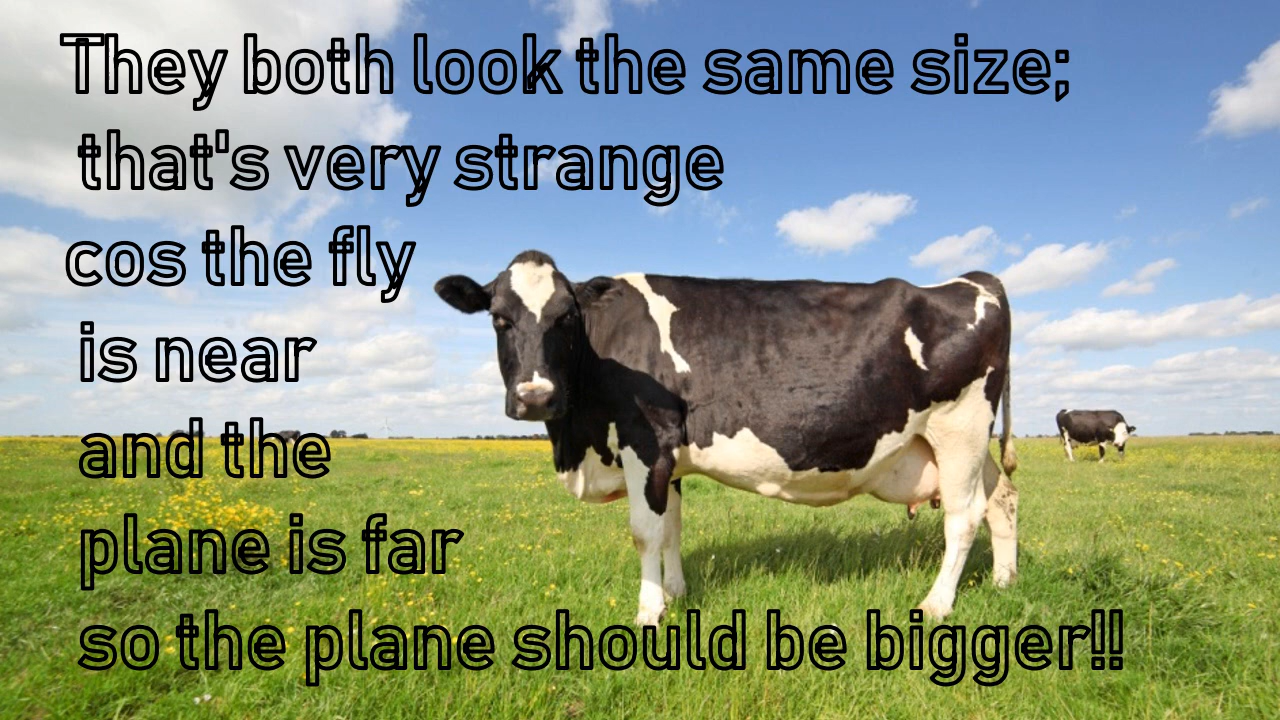 They both look the same size;
that's very strange
cos the fly
is near
and the
plane is far
so the plane should be bigger!!